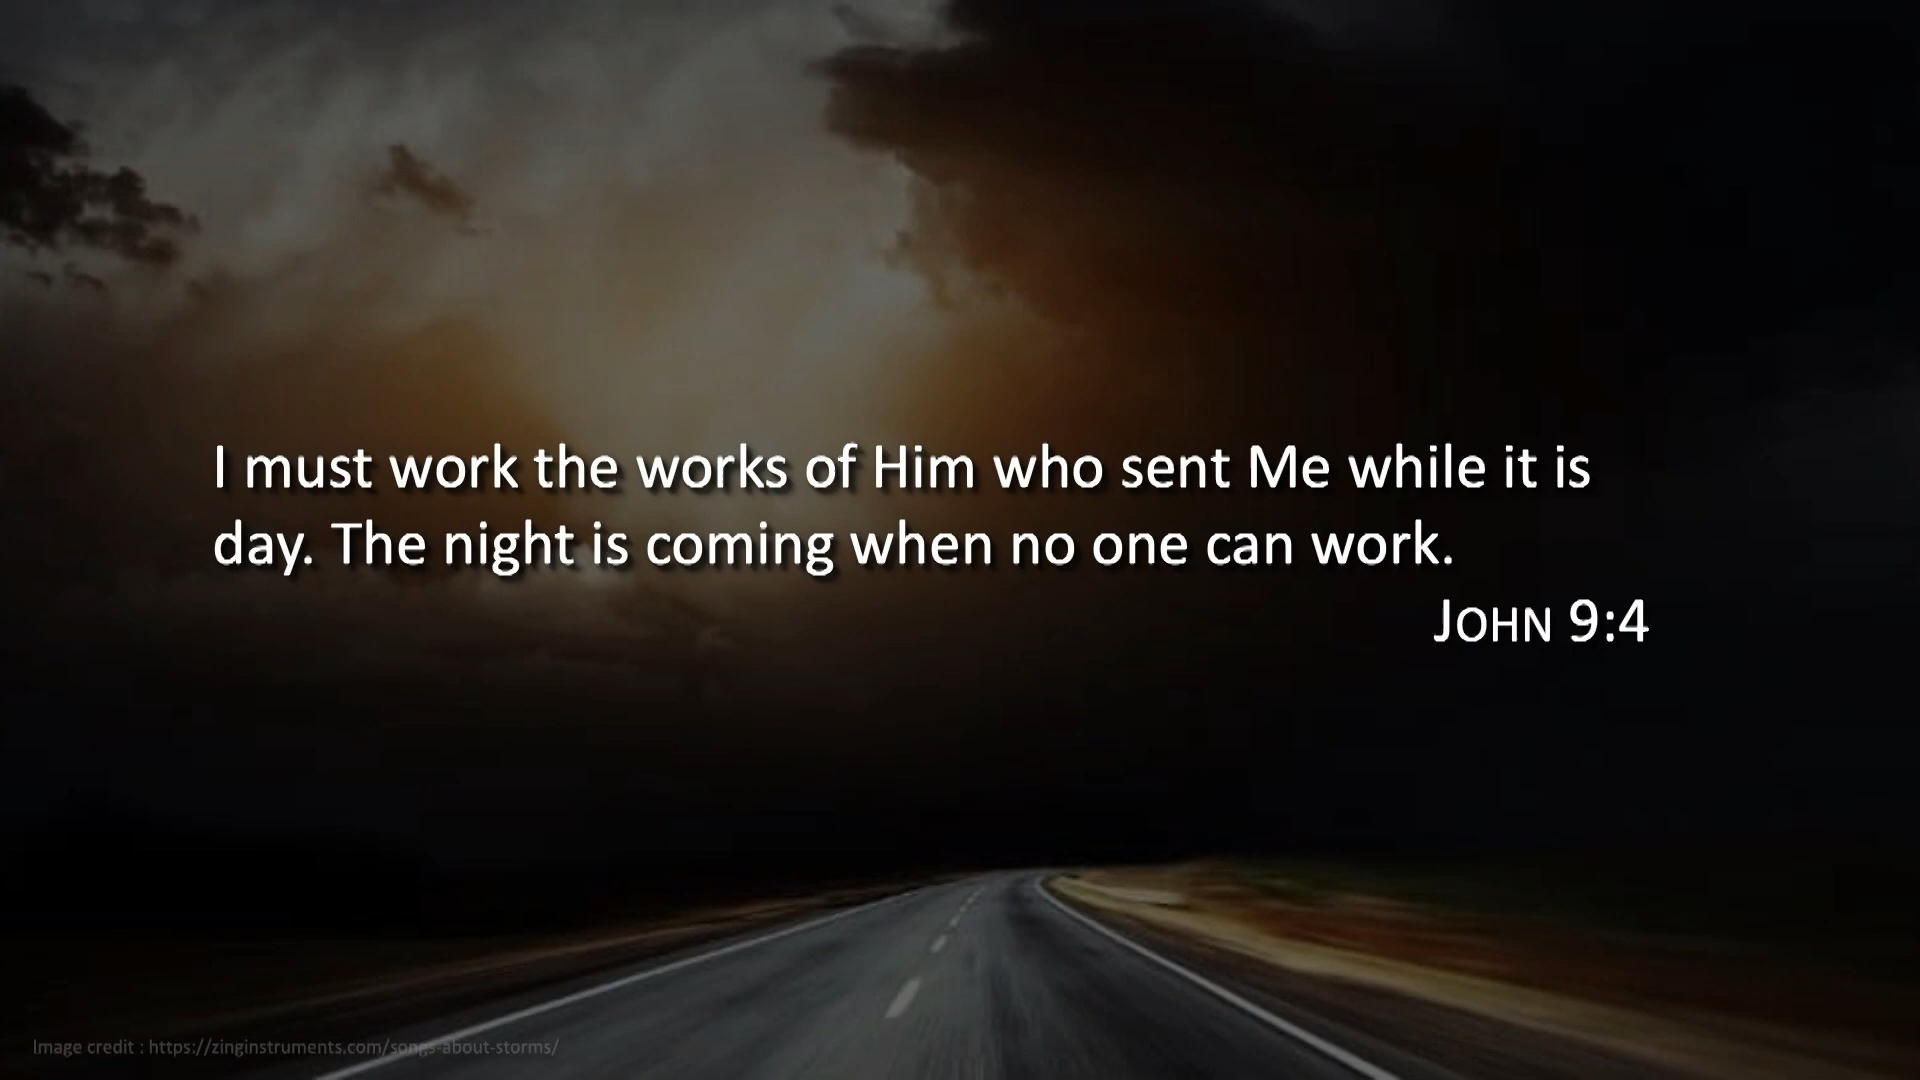 I must work the works of Him who sent Me while it is
day. The night is coming when no one can work.
JOHN 9:4
Image credit : https://zinginstruments.com/songs-about-storms/